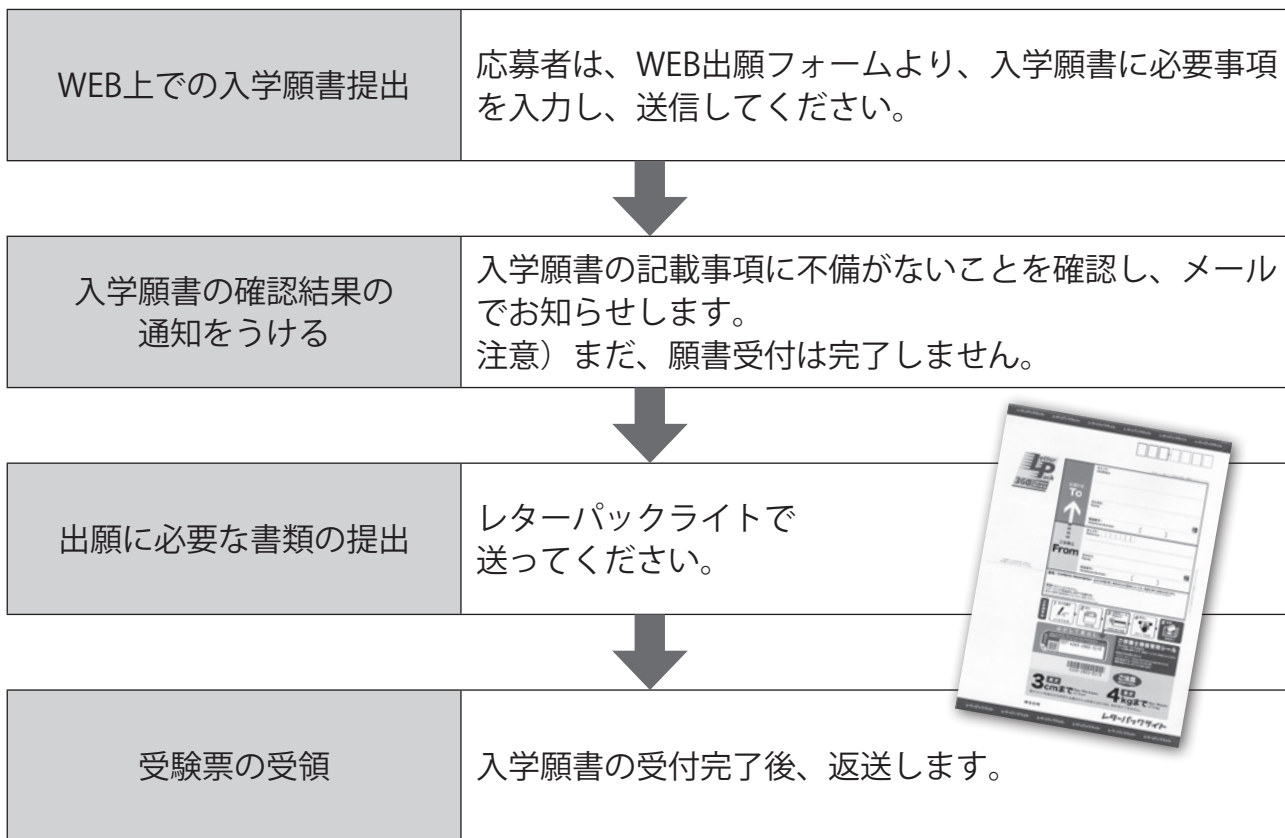 WEB上での入学願書提出
応募者は、WEB出願フォームより、入学願書に必要事項
を入力し、送信してください。
入学願書の確認結果の
通知をうける
入学願書の記載事項に不備がないことを確認し、メール
でお知らせします。
注意）まだ、願書受付は完了しません。
出願に必要な書類の提出
レターパックライトで
送ってください。
Letter
Pack
360
To
From
3cmまで
4kgまで
レターパックライト
受験票の受領
入学願書の受付完了後、返送します。